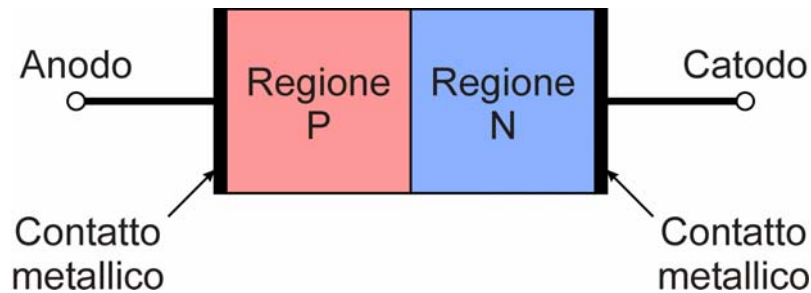 Anodo
Regione
P
Regione
N
Catodo
Contatto
metallico
Contatto
metallico